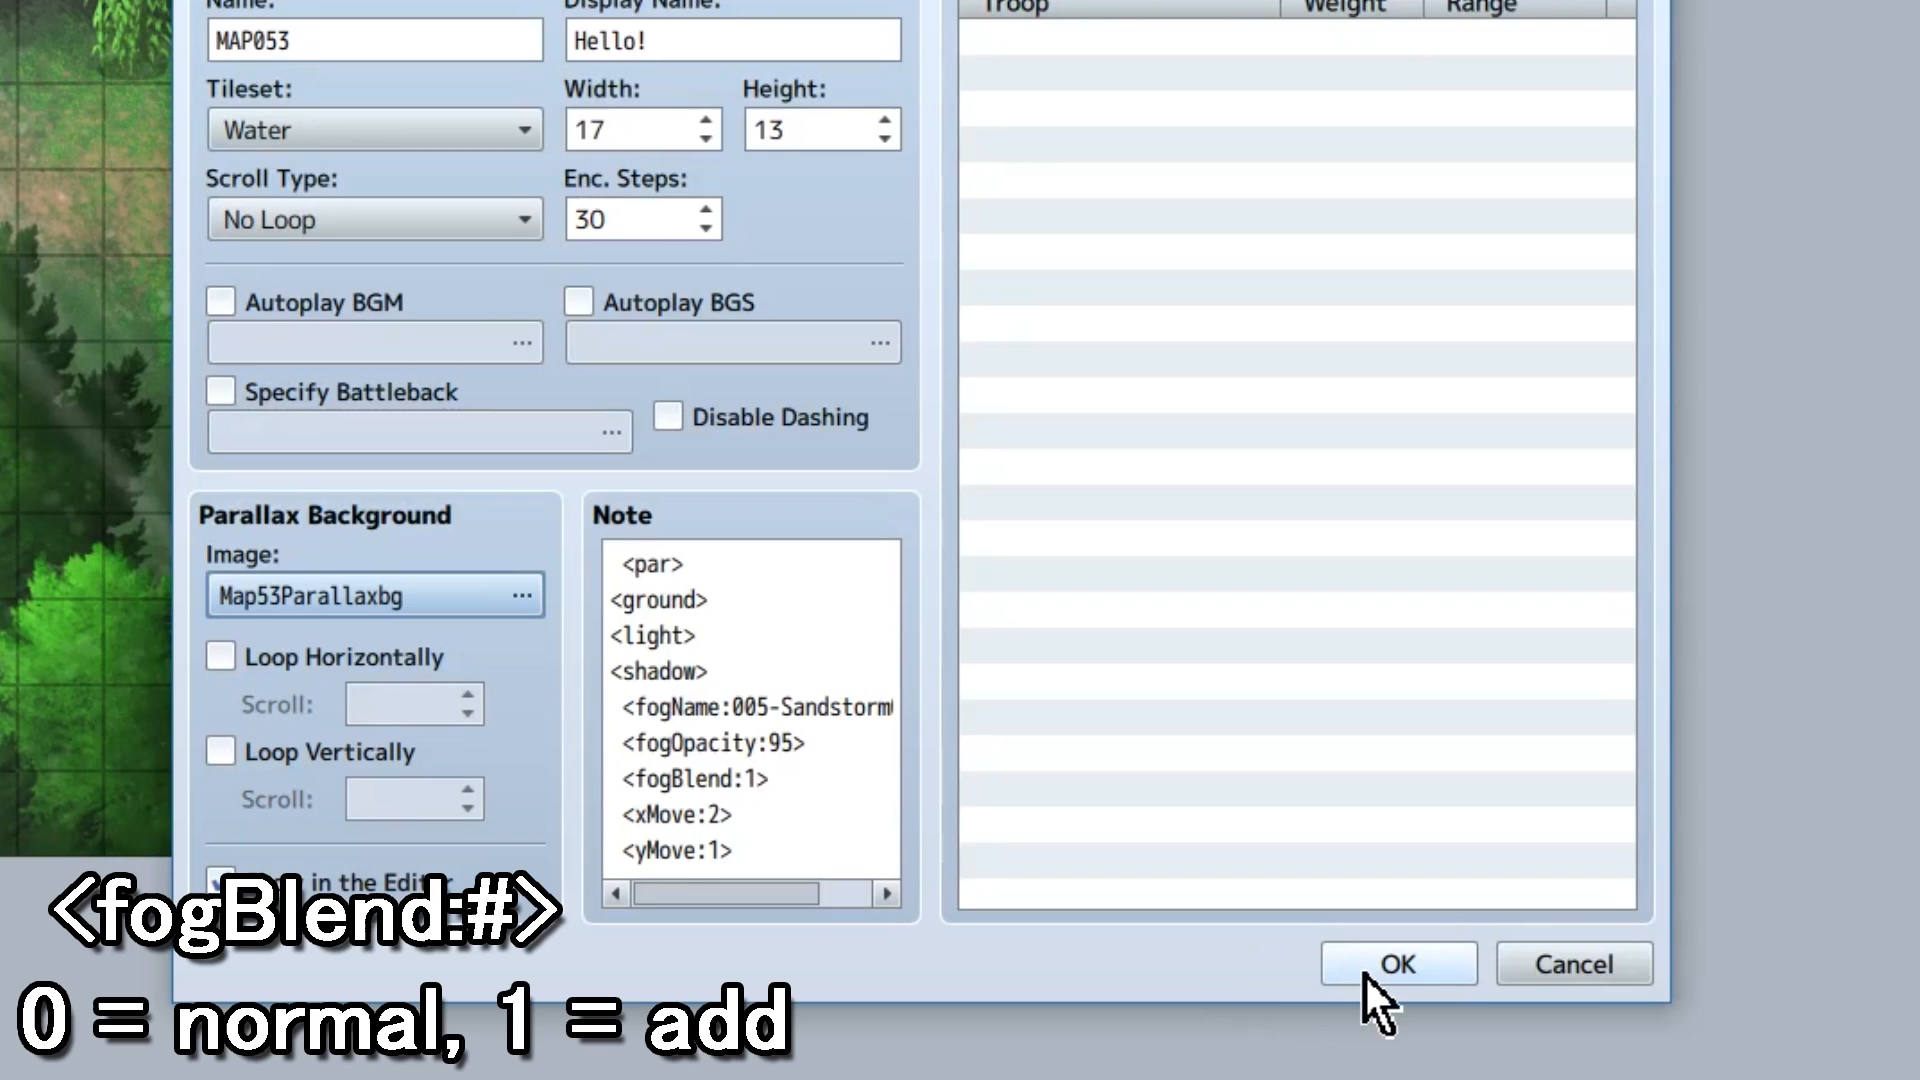 Name:
Display Name:
Troop
Weight
Range
MAP053
Hello!
Tileset:
Width:
Height:
Water
17
13
Scroll Type:
Enc. Steps:
No Loop
30
Autoplay BGM
Autoplay BGS
...
...
Specify Battleback
...
Disable Dashing
Parallax Background
Image:
Map53Parallaxbg
...
Loop Horizontally
Scroll:
Loop Vertically
Scroll:
in the
Note
<par>
<ground>
<light>
<shadow>
<fogName:005-Sandstorm
<fogOpacity:95>
<fogBlend:1>
<xMove:2>
<yMove:1>
OK
Cancel
<fogBlend:#>
0 = normal, 1 = add